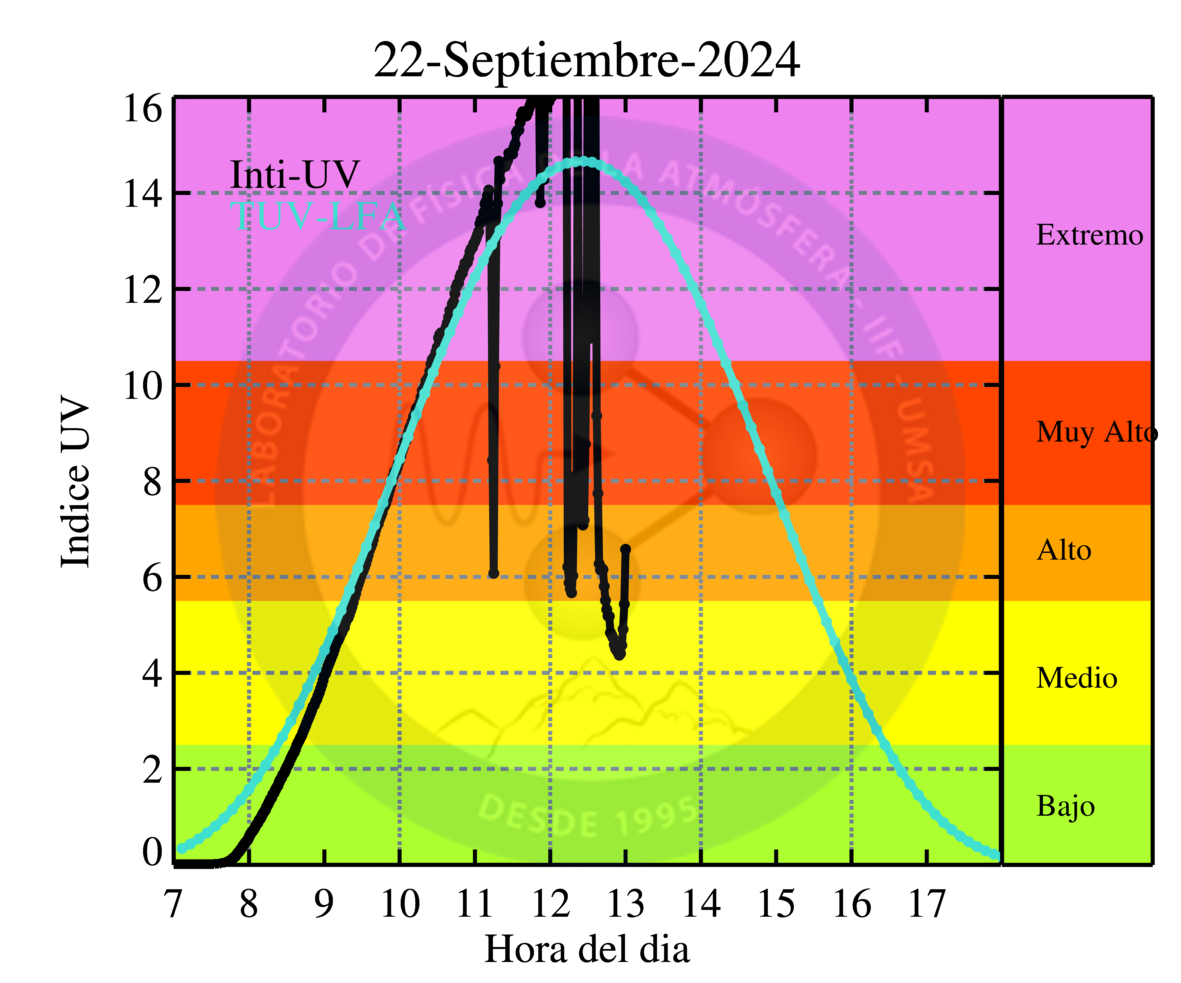 22-Septiembre-2024
Indice UV
16
14
12
10
8
6
4
2
0
Inti-UV
TUV-LFA
LABORATORIO DE FÍSICA DE LA ATMÓSFERA - IIF - UMSA
DESDE 1995
Extremo
Muy Alto
Alto
Medio
Bajo
7 8 9 10 11 12 13 14 15 16 17
Hora del dia